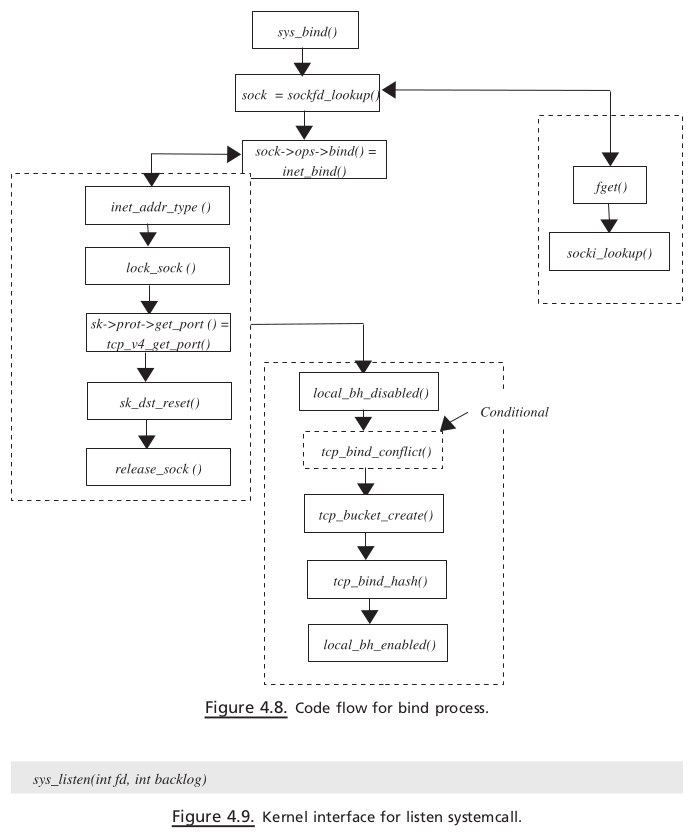 sys_bind()
sock = sockfd_lookup()
sock->ops->bind() =
inet_bind()
fget()
socki_lookup()
inet_addr_type ()
lock_sock ()
sk->prot->get_port () =
tcp_v4_get_port()
sk_dst_reset()
release_sock ()
local_bh_disabled()
Conditional
tcp_bind_conflict()
tcp_bucket_create()
tcp_bind_hash()
local_bh_enabled()
Figure 4.8. Code flow for bind process.
sys_listen(int fd, int backlog)
Figure 4.9. Kernel interface for listen systemcall.